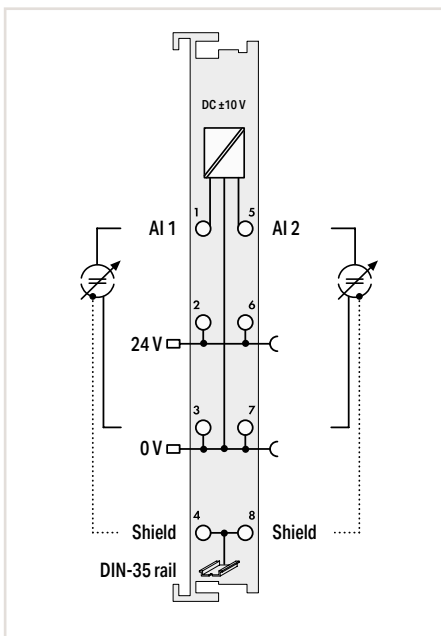 DC ±10 V
AI 1 1 5 AI 2
2 6
24 V
3 7
0 V
Shield 4 8 Shield
DIN-35 rail